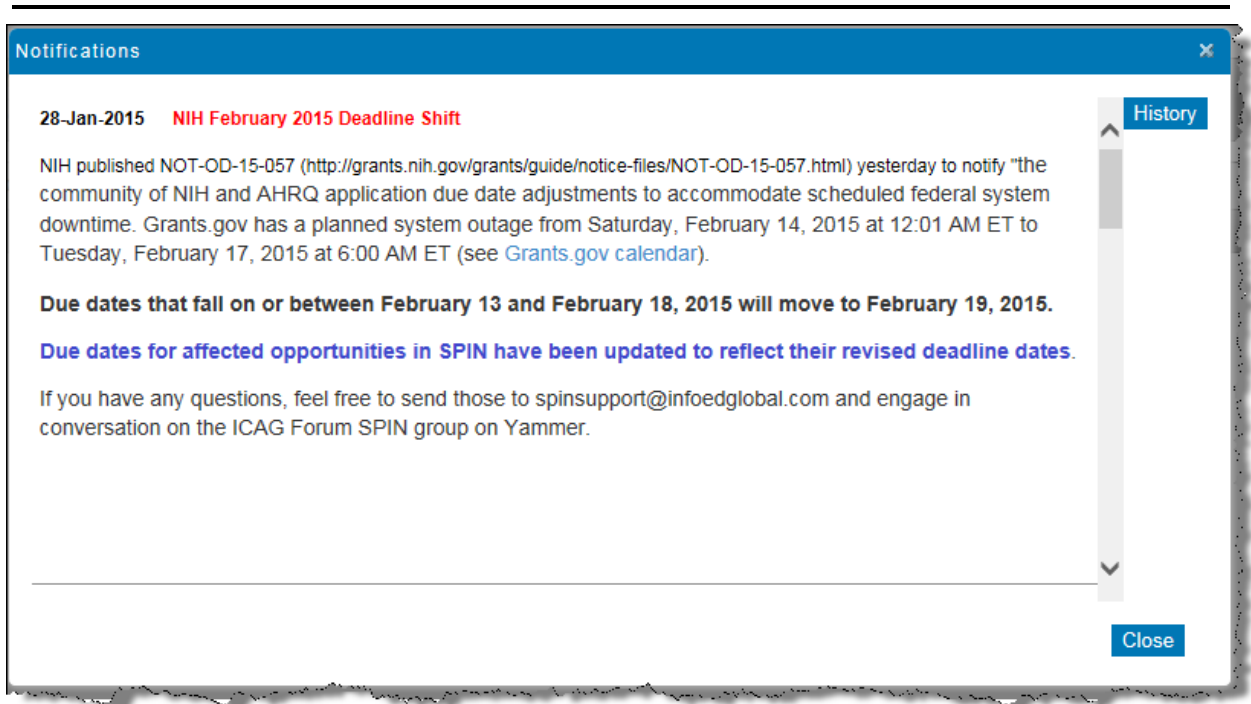 Notifications ×
28-Jan-2015 NIH February 2015 Deadline Shift
History
NIH published NOT-OD-15-057 (http://grants.nih.gov/grants/guide/notice-files/NOT-OD-15-057.html) yesterday to notify "the
community of NIH and AHRQ application due date adjustments to accommodate scheduled federal system
downtime. Grants.gov has a planned system outage from Saturday, February 14, 2015 at 12:01 AM ET to
Tuesday, February 17, 2015 at 6:00 AM ET (see Grants.gov calendar).
Due dates that fall on or between February 13 and February 18, 2015 will move to February 19, 2015.
Due dates for affected opportunities in SPIN have been updated to reflect their revised deadline dates.
If you have any questions, feel free to send those to spinsupport@infoedglobal.com and engage in
conversation on the ICAG Forum SPIN group on Yammer.
Close